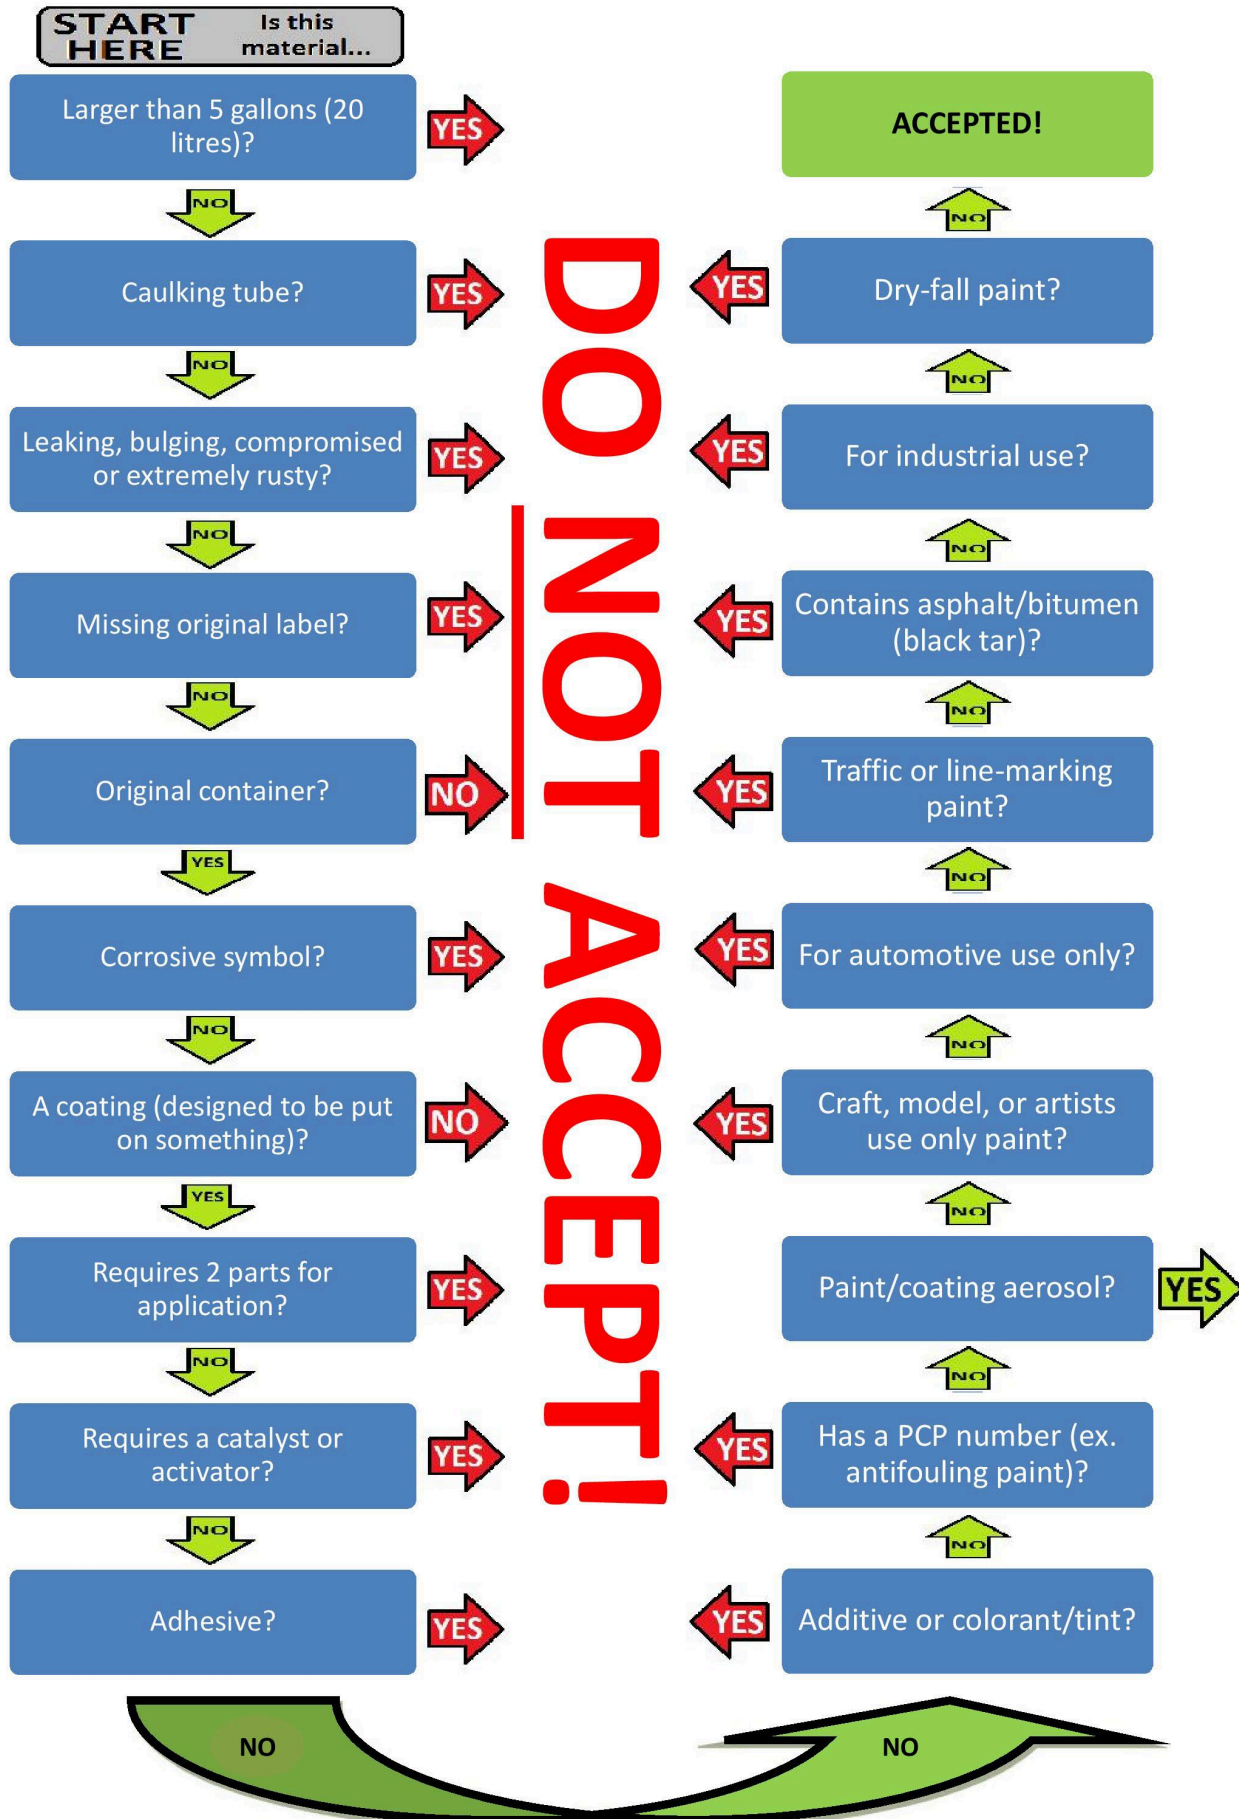 START HERE
Is this material...
Larger than 5 gallons (20
litres)?
YES
NO
Caulking tube?
YES
NO
Leaking, bulging, compromised
or extremely rusty?
YES
NO
Missing original label?
YES
NO
Original container?
NO
YES
Corrosive symbol?
YES
NO
A coating (designed to be put
on something)?
NO
YES
Requires 2 parts for
application?
YES
NO
Requires a catalyst or
activator?
YES
NO
Adhesive?
YES
NO
DO NOT ACCEPT!
NO
Additive or colorant/tint?
YES
NO
Has a PCP number (ex.
antifouling paint)?
YES
NO
Paint/coating aerosol?
YES
NO
Craft, model, or artists
use only paint?
YES
NO
For automotive use only?
YES
NO
Traffic or line-marking
paint?
YES
NO
Contains asphalt/bitumen
(black tar)?
YES
NO
For industrial use?
YES
NO
Dry-fall paint?
YES
NO
ACCEPTED!